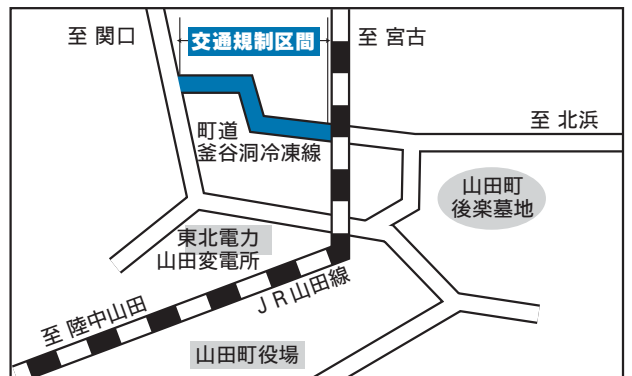 至 関口
交通規制区間
至 宮古
至 北浜
町道
釜谷洞冷凍線
山田町
後楽墓地
東北電力
山田変電所
ＪＲ山田線
至 陸中山田
山田町役場